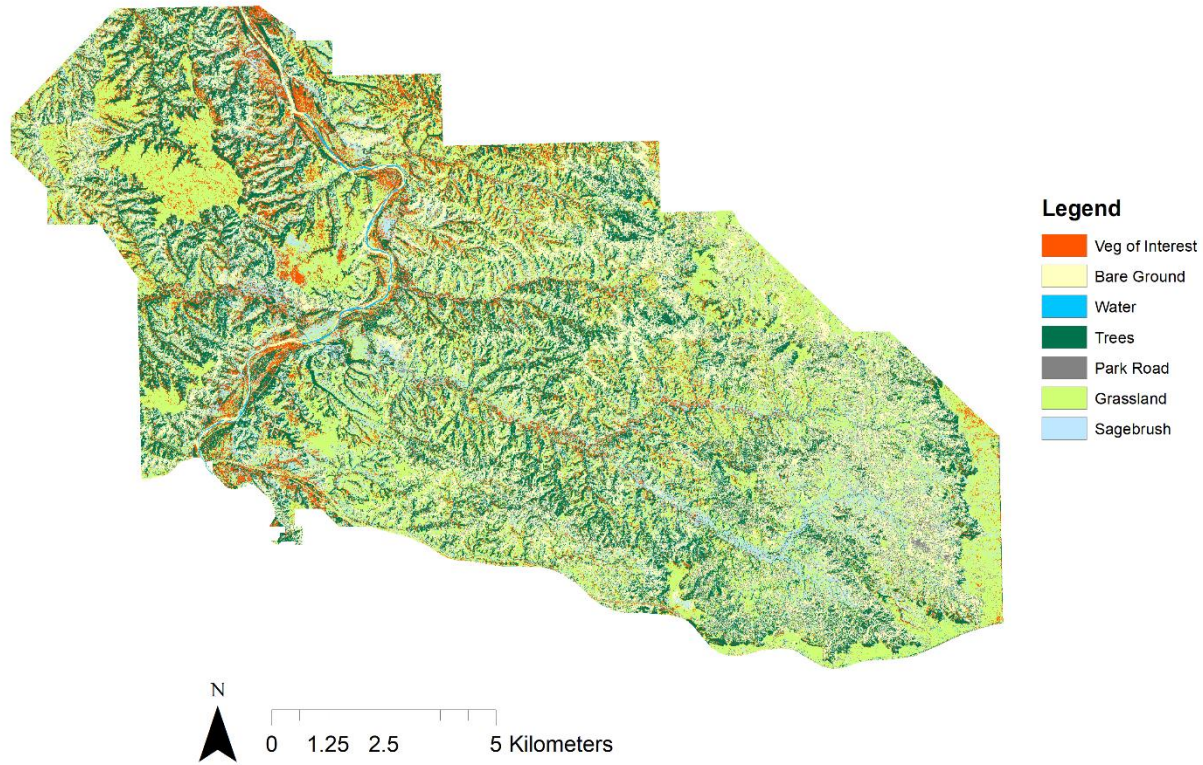 Legend
Veg of Interest
Bare Ground
Water
Trees
Park Road
Grassland
Sagebrush
N
0 1.25 2.5 5 Kilometers